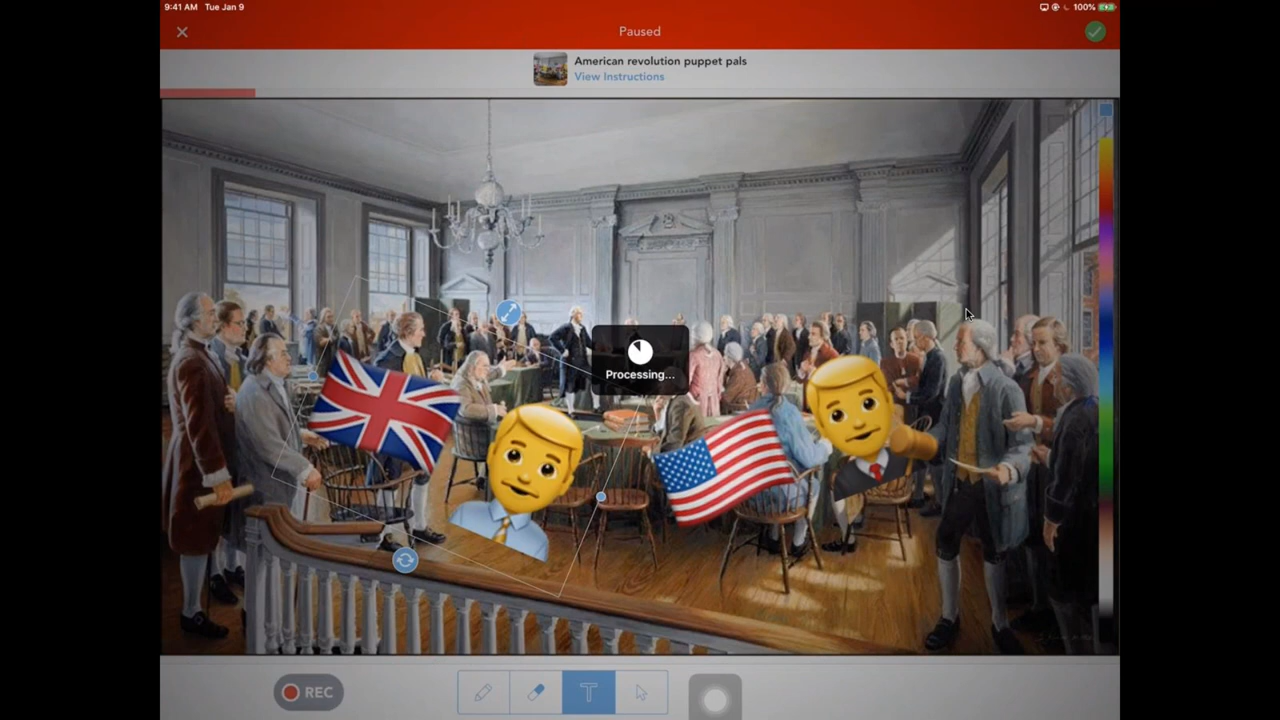 9:41 AM Tue Jan 9
100%
Paused
American revolution puppet pals
View Instructions
Processing...
REC
T